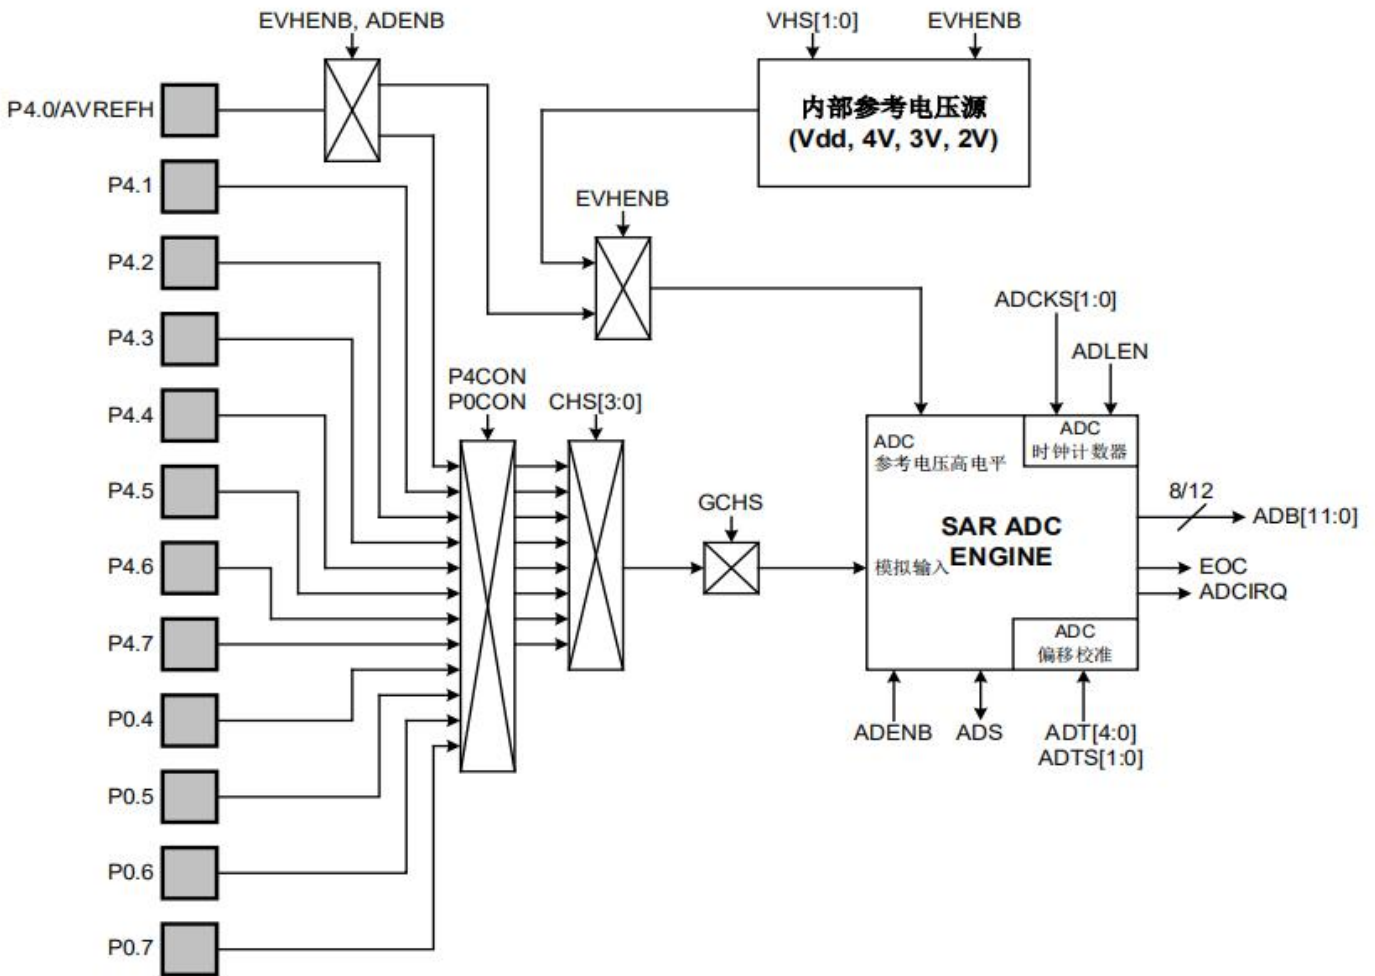 EVHENB, ADENB
VHS[1:0]
EVHENB
P4.0/AVREFH
内部参考电压源
(Vdd, 4V, 3V, 2V)
P4.1
EVHENB
P4.2
ADCKS[1:0]
P4.3
ADLEN
P4CON
P0CON
CHS[3:0]
P4.4
ADC
参考电压高电平
ADC
时钟计数器
P4.5
GCHS
8/12
ADB[11:0]
SAR ADC
ENGINE
模拟输入
P4.6
EOC
ADCIRQ
P4.7
ADC
偏移校准
P0.4
ADENB
ADS
ADT[4:0]
ADTS[1:0]
P0.5
P0.6
P0.7